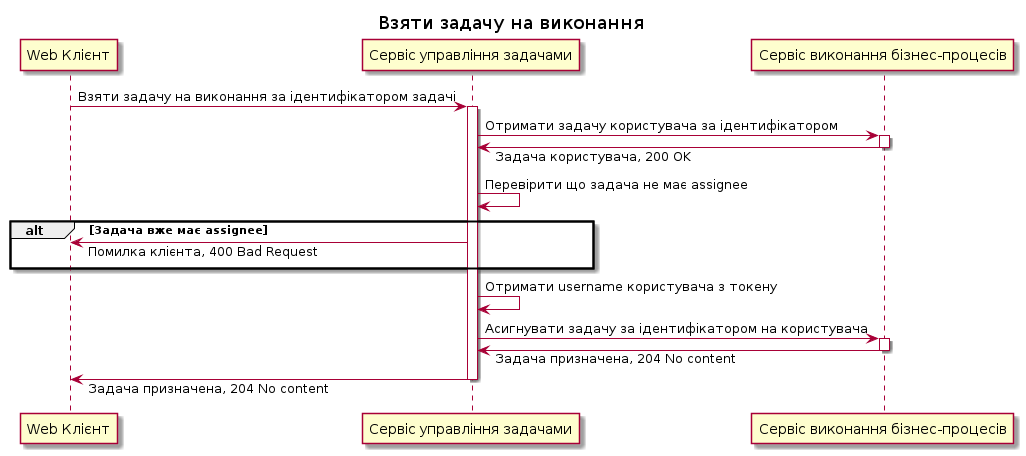 Взяти задачу на виконання
Web Клієнт
Сервіс управління задачами
Сервіс виконання бізнес-процесів
Взяти задачу на виконання за ідентифікатором задачі
Отримати задачу користувача за ідентифікатором
Задача користувача, 200 OK
Перевірити що задача не має assignee
alt [Задача вже має assignee]
Помилка клієнта, 400 Bad Request
Отримати username користувача з токену
Асигнувати задачу за ідентифікатором на користувача
Задача призначена, 204 No content
Задача призначена, 204 No content
Web Клієнт
Сервіс управління задачами
Сервіс виконання бізнес-процесів